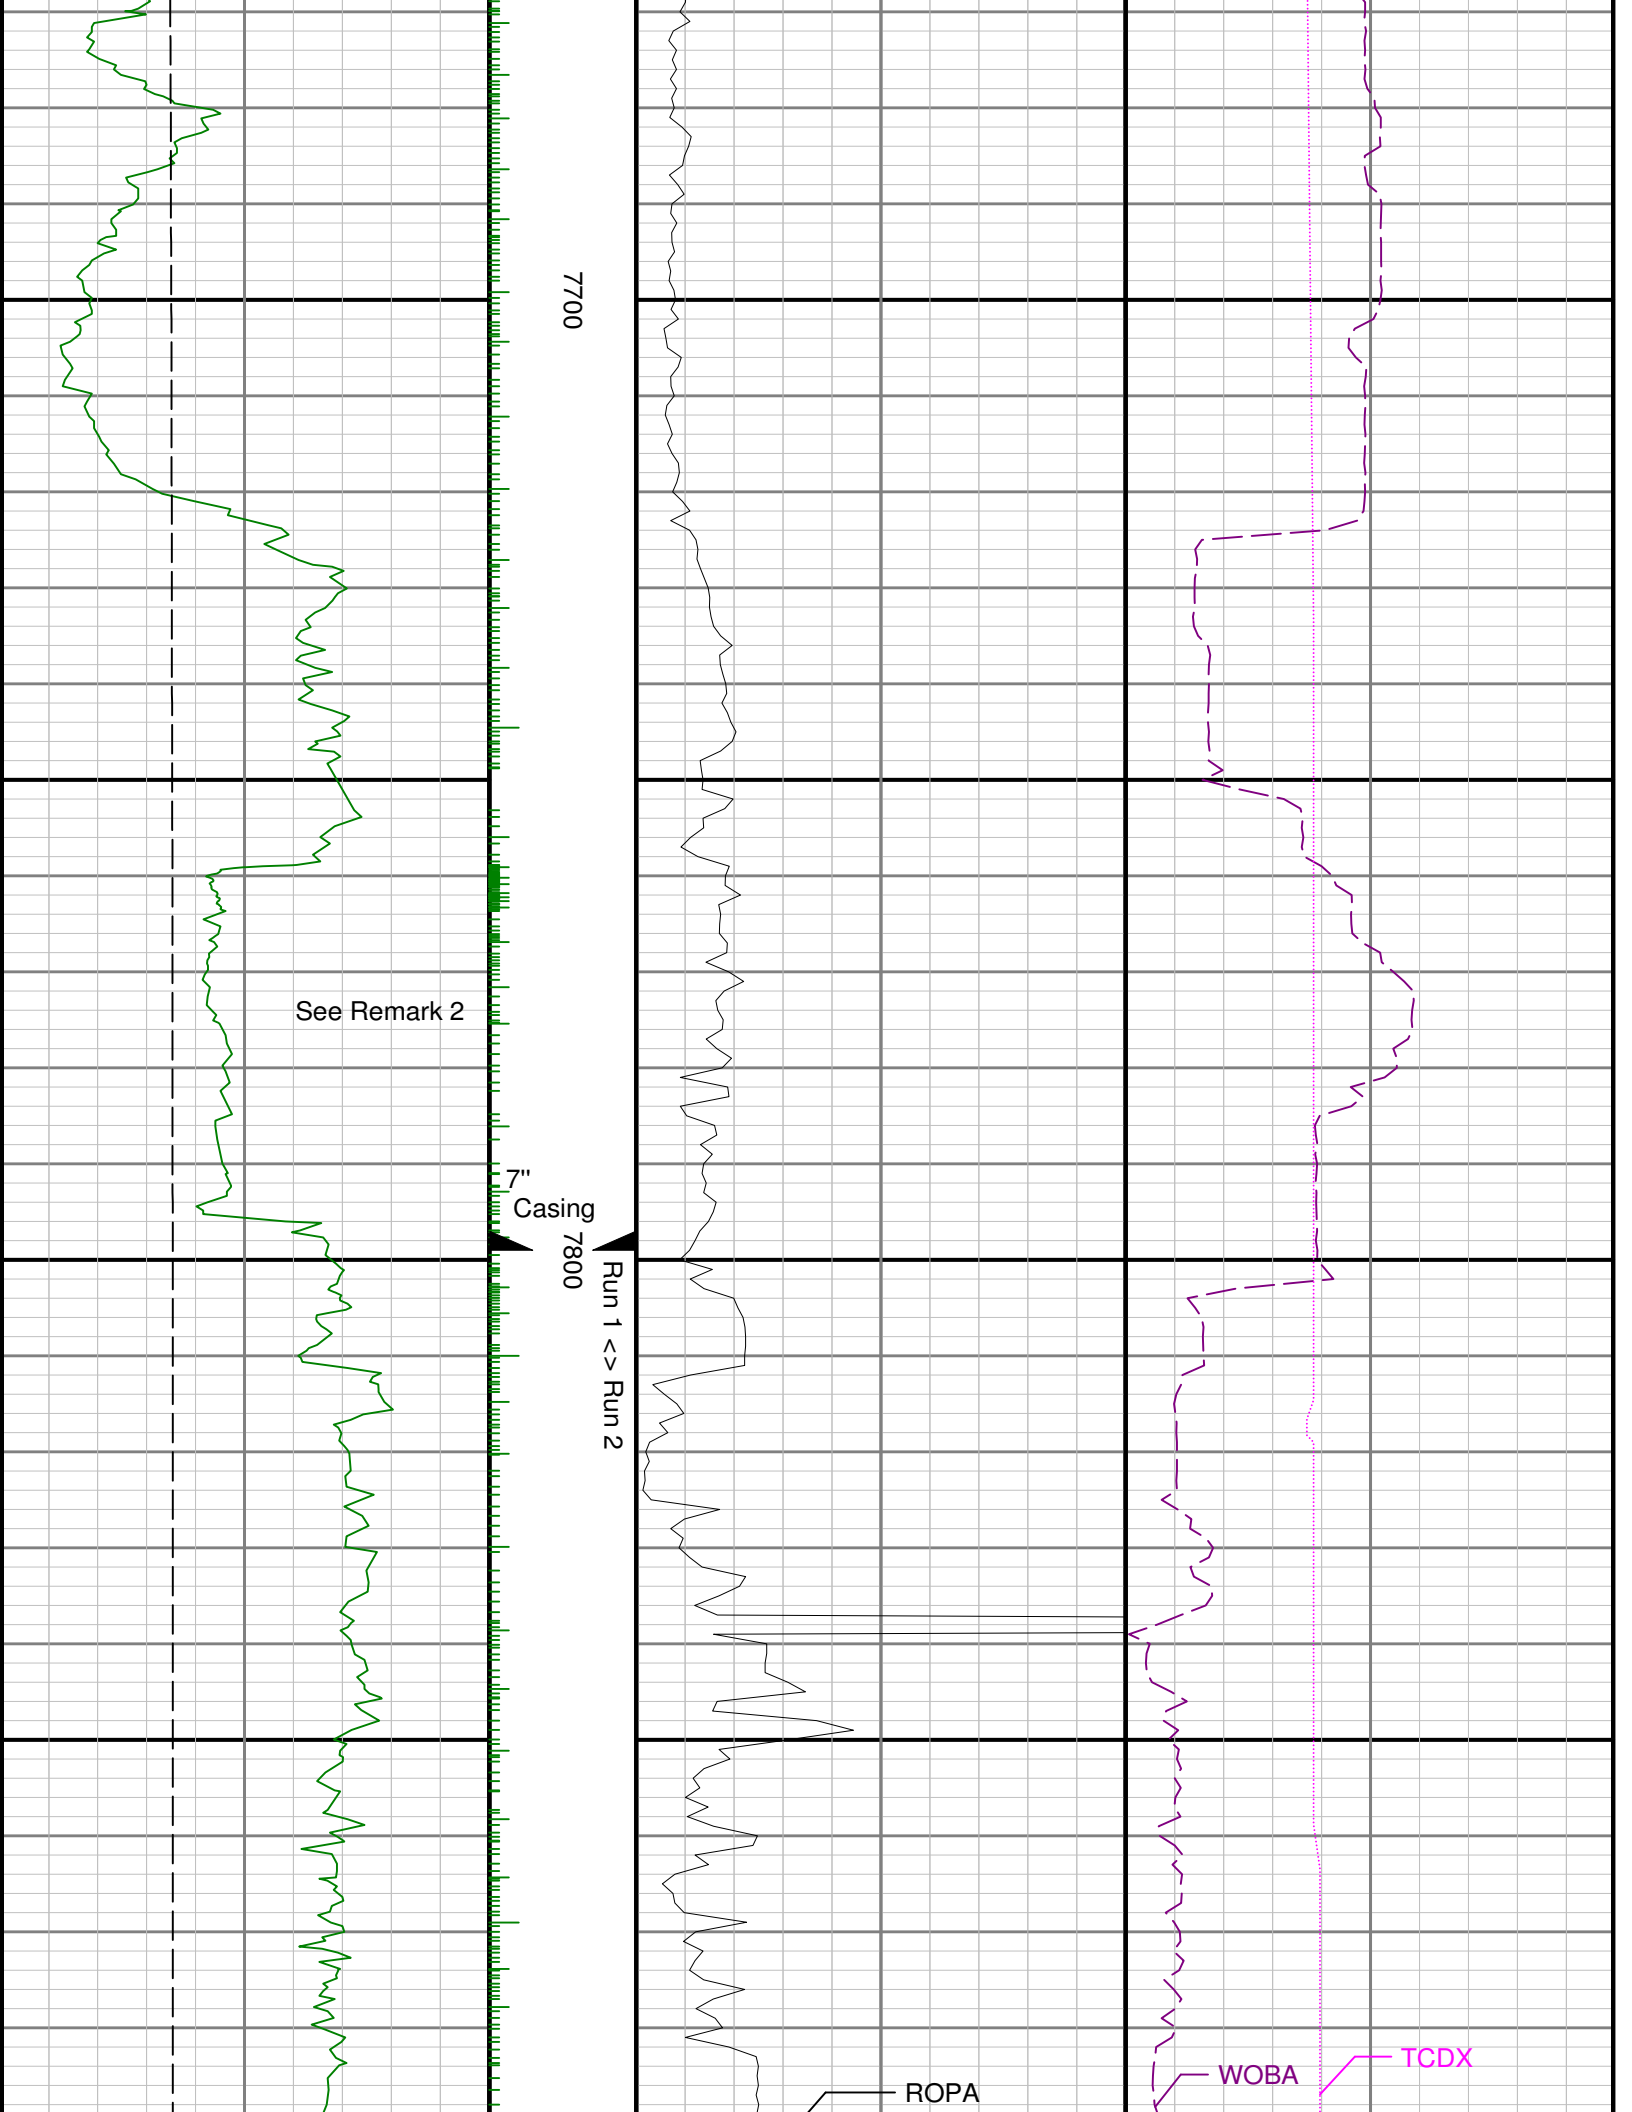 7700
See Remark 2
7''
Casing
7800
Run 1 <> Run 2
TCDX
WOBA
ROPA